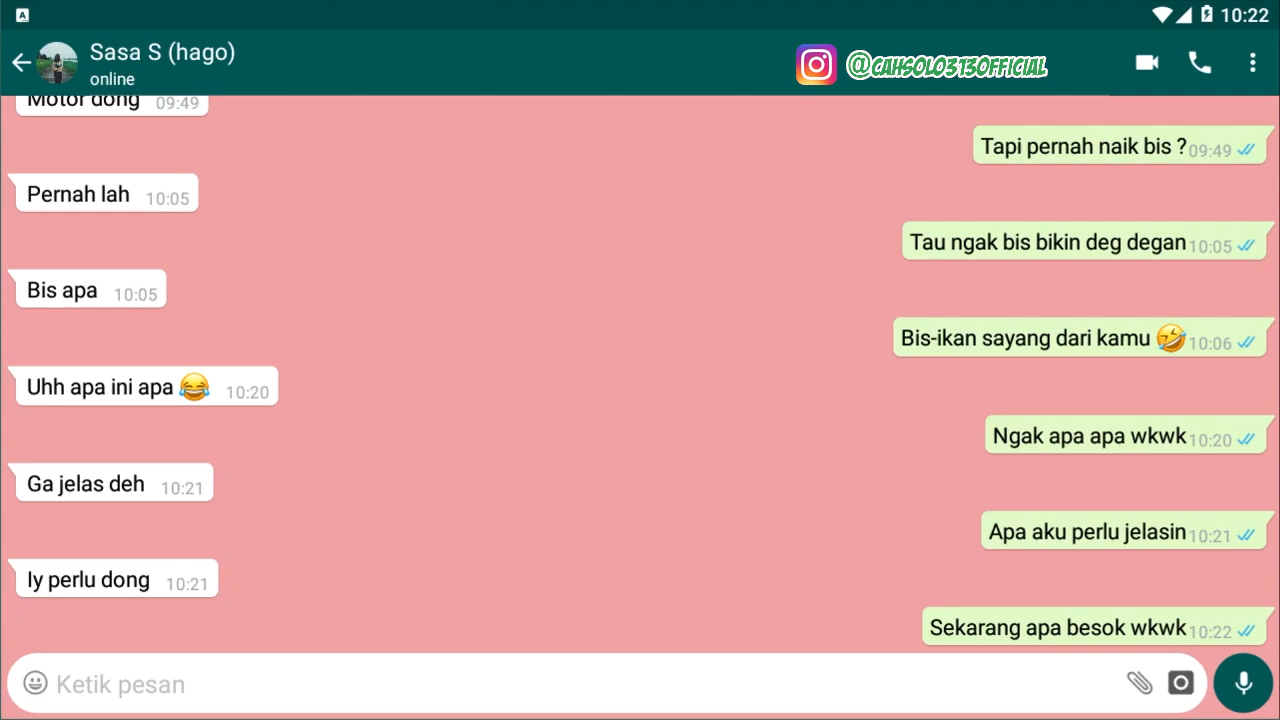 A
10:22
Sasa S (hago)
online
@CAHSOLO313OFFICIAL
Motor dong 09:49
Tapi pernah naik bis ? 09:49
Pernah lah 10:05
Tau ngak bis bikin deg degan 10:05
Bis apa 10:05
Bis-ikan sayang dari kamu 🤣 10:06
Uhh apa ini apa 😂 10:20
Ngak apa apa wkwk 10:20
Ga jelas deh 10:21
Apa aku perlu jelasin 10:21
Iy perlu dong 10:21
Sekarang apa besok wkwk 10:22
Ketik pesan